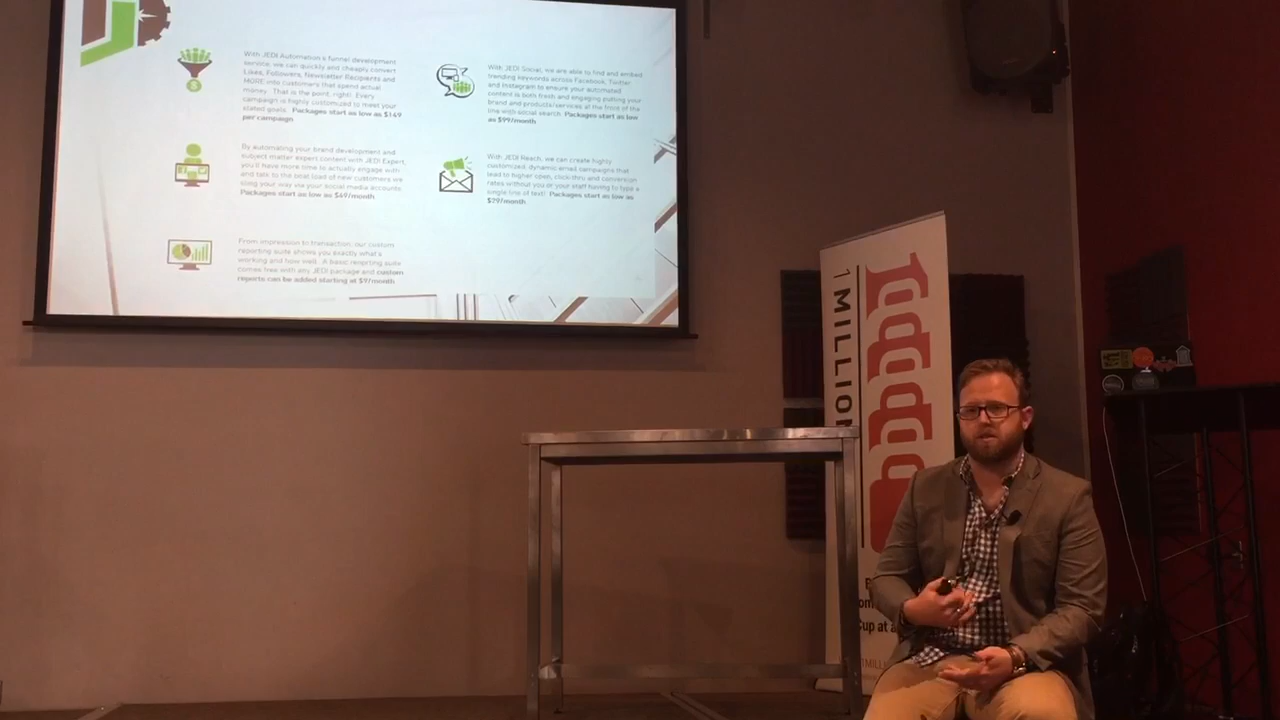 With JEDI Automation's funnel development
service, we can quickly and cheaply convert
Likes, Followers, Newsletter Recipients and
MORE into customers that spend actual
money. That is the point, right! Every
campaign is highly customized to meet your
stated goals. Packages start as low as $149
per campaign
By automating your brand development and
subject matter expert content with JEDI Expert,
you'll have more time to actually engage with
and talk to the boat load of new customers we
sling your way via your social media accounts.
Packages start as low as $69/month
From impression to transaction, our custom
reporting suite shows you exactly what's
working and how well. A basic
comes free with any JEDI package and custom
reports can be added starting at $9/month
With JEDI Social, we are able to find and embed
trending keywords across Facebook, Twitter
and Instagram to ensure your automated
content is both fresh and engaging putting your
brand and products/services at the front of the
line with social search. Packages start as low
as $99/month
With JEDI Reach, we can create highly
customized, dynamic email campaigns that
lead to higher open, click-thru and conversion
rates without you or your staff having to type a
single line of text! Packages start as low as
$29/month
1 MILLION
Cup at a